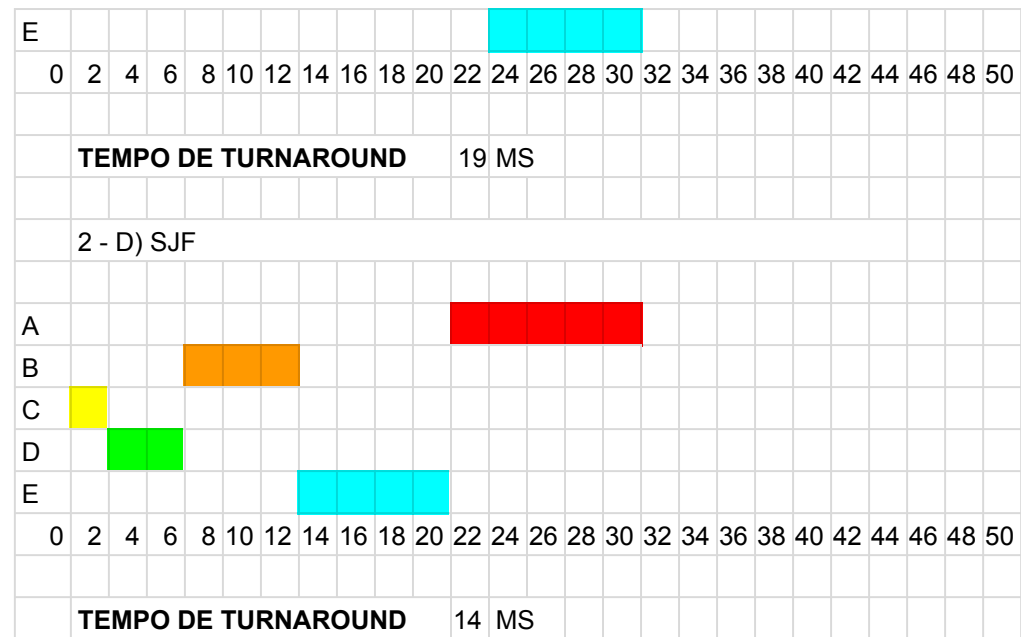 E
0 2 4 6 8 10 12 14 16 18 20 22 24 26 28 30 32 34 36 38 40 42 44 46 48 50
TEMPO DE TURNAROUND 19 MS
2 - D) SJF
A
B
C
D
E
0 2 4 6 8 10 12 14 16 18 20 22 24 26 28 30 32 34 36 38 40 42 44 46 48 50
TEMPO DE TURNAROUND 14 MS